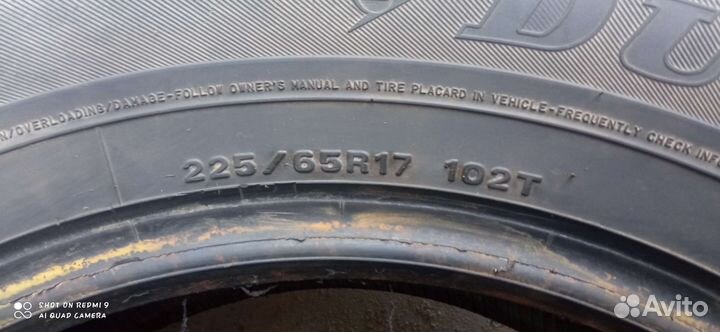 DU
N/OVERLOADING/DAMAGE-FOLLOW OWNER'S MANUAL AND TIRE PLACARD IN VEHICLE-FREQUENTLY CHECK INF
225/65R17 102T
SHOT ON REDMI 9
AI QUAD CAMERA
Avito